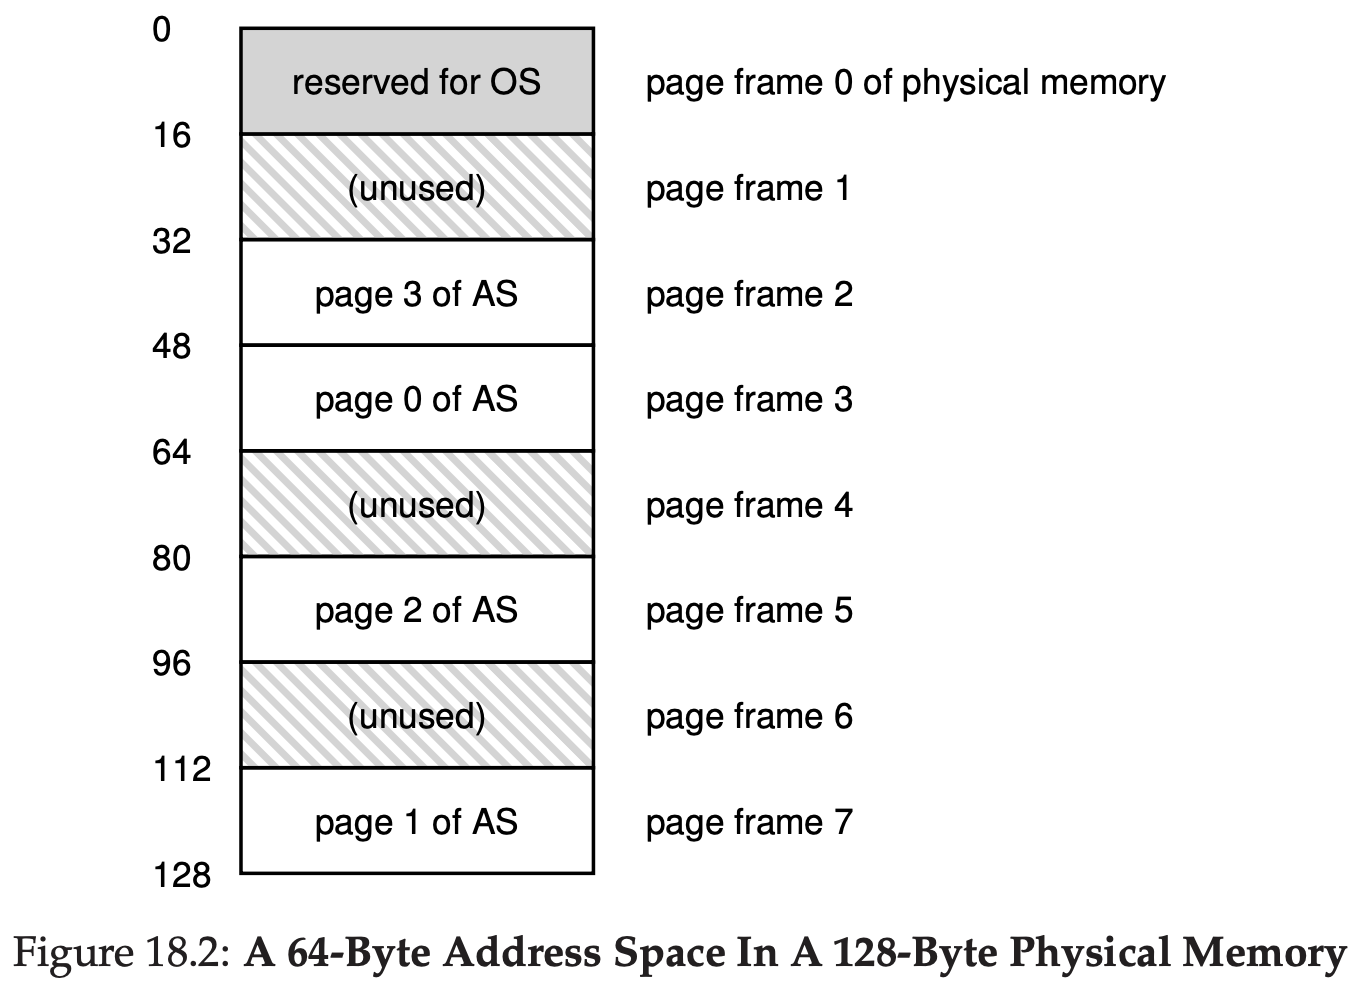 0
reserved for OS page frame 0 of physical memory
16
(unused) page frame 1
32
page 3 of AS page frame 2
48
page 0 of AS page frame 3
64
(unused) page frame 4
80
page 2 of AS page frame 5
96
(unused) page frame 6
112
page 1 of AS page frame 7
128
Figure 18.2: A 64-Byte Address Space In A 128-Byte Physical Memory